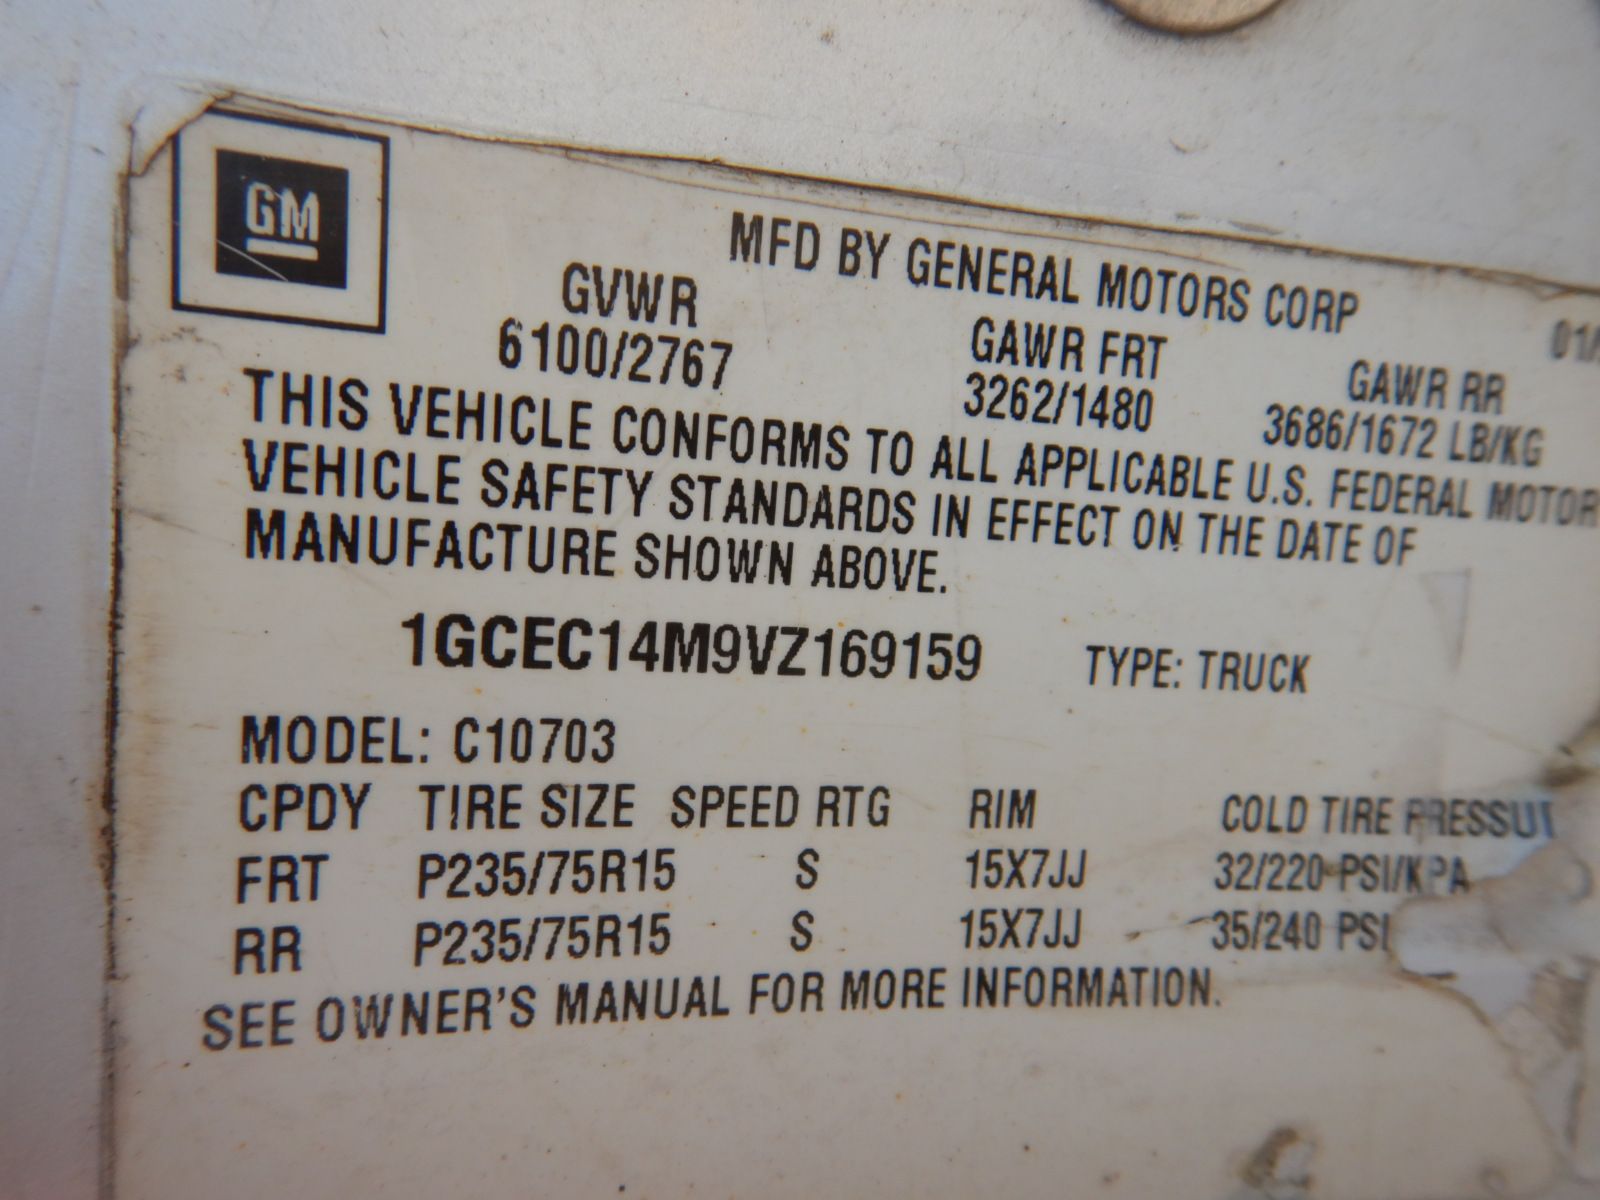 GM
MFD BY GENERAL MOTORS CORP
GVWR GAWR FRT GAWR RR
6100/2767 3262/1480 3686/1672 LB/KG
THIS VEHICLE CONFORMS TO ALL APPLICABLE U.S. FEDERAL MOTOR
VEHICLE SAFETY STANDARDS IN EFFECT ON THE DATE OF
MANUFACTURE SHOWN ABOVE.
1GCEC14M9VZ169159 TYPE: TRUCK
MODEL: C10703
CPDY TIRE SIZE SPEED RTG RIM COLD TIRE
FRT P235/75R15 S 15X7JJ 32/220 PSI/KPA
RR P235/75R15 S 15X7JJ 35/240 PSI
SEE OWNER'S MANUAL FOR MORE INFORMATION.